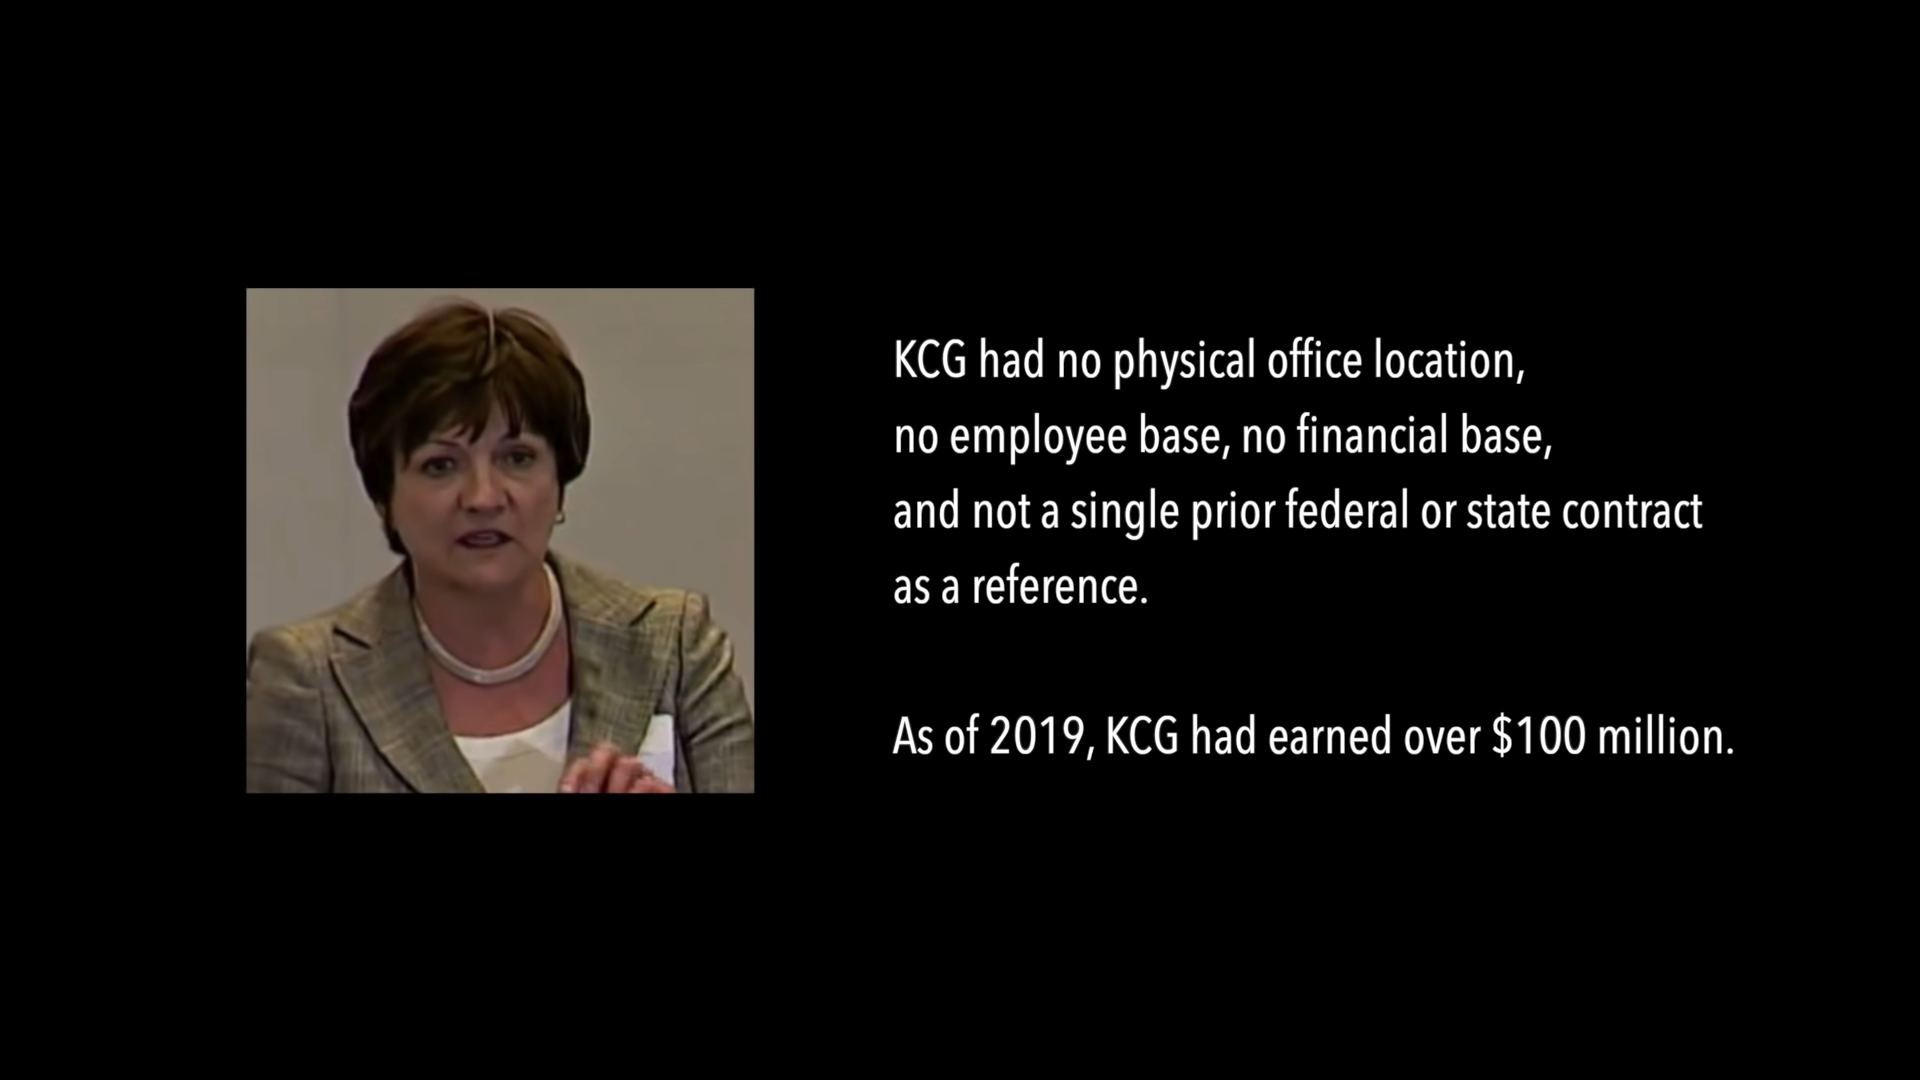 KCG had no physical office location,
no employee base, no financial base,
and not a single prior federal or state contract
as a reference.
As of 2019, KCG had earned over $100 million.